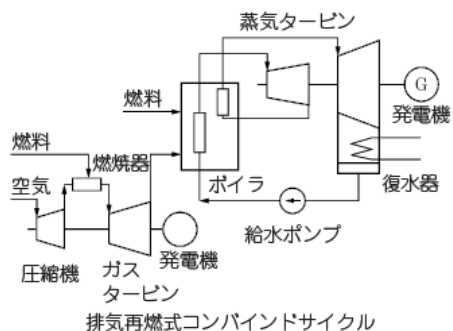 蒸気タービン
燃料
G
発電機
燃料
燃焼器
空気
ボイラ
復水器
給水ポンプ
圧縮機
ガス
タービン
発電機
排気再燃式コンバインドサイクル